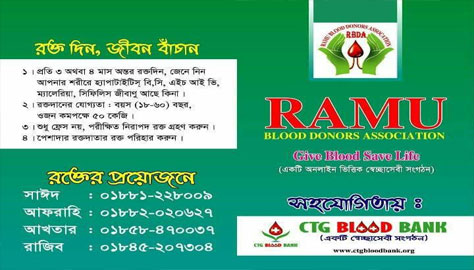 রক্ত দিন, জীবন বাঁচান
১ : প্রতি ৩ অথবা ৪ মাস অন্তর রক্তদিন, জেনে নিন
আপনার শরীরে হ্যাপাটাইটিস বি,সি, এইচ আই ভি,
ম্যালেরিয়া, সিফিলিস জীবাণু আছে কিনা ।
২ : রক্তদানের যোগ্যতা : বয়স (১৮-৬০) বছর,
ওজন কমপক্ষে ৫০ কেজি ।
৩ : শুধু ফ্রেস নয়, পরীক্ষিত নিরাপদ রক্ত গ্রহণ করুন ।
৪ : পেশাদার রক্তদাতার রক্ত পরিহার করুন ।
রক্তের প্রয়োজনে
সাঈদ : ০১৮৮১-২২৮০০৯
আফরাহি : ০১৮৮২-০২০৬২৭
আখতার : ০১৮৫৮-৪৭০০৩৭
রাজিব : ০১৮৪৫-২০৭৩০৪
RAMU BLOOD DONORS ASSOCIATION
RBDA
RAMU
BLOOD DONORS ASSOCIATION
Give Blood Save Life
(একটি অনলাইন ভিত্তিক স্বেচ্ছাসেবী সংগঠন)
সহযোগিতায় :
CTG BLOOD BANK
(একটি স্বেচ্ছাসেবী সংগঠন)
www.ctgbloodbank.org